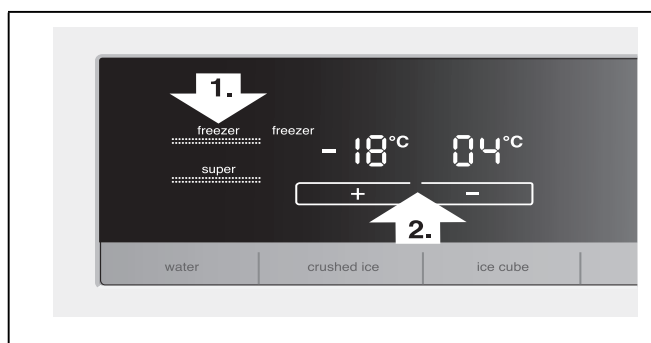 1.
freezer freezer
- 18°C 04°C
super
+ -
2.
water crushed ice ice cube